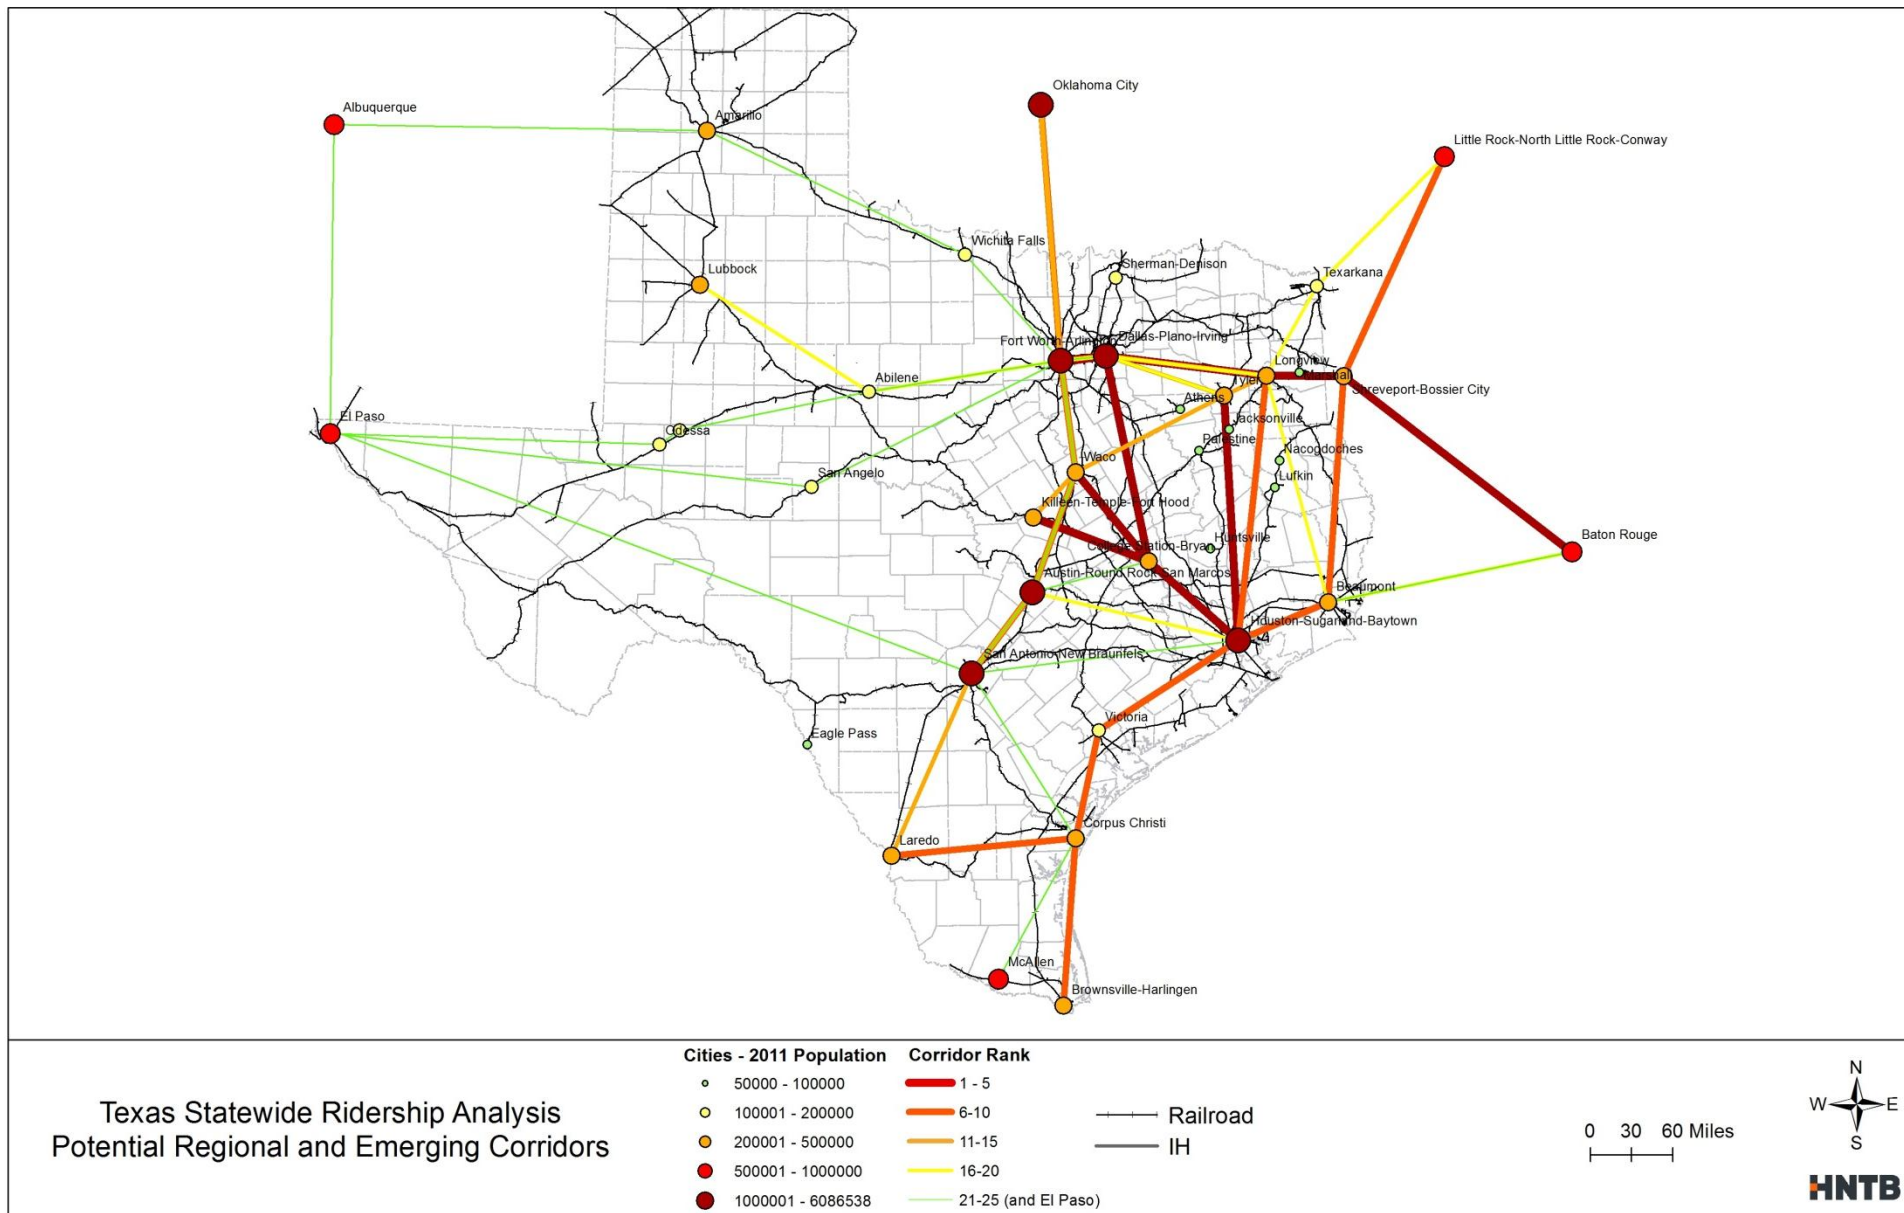 Oklahoma City
Albuquerque
Amarillo
Little Rock-North Little Rock-Conway
Wichita Falls
Sherman-Denison
Lubbock
Texarkana
Fort Worth-Arlington
Dallas-Plano-Irving
Longview
Abilene
Tyler
Marshall
Shreveport-Bossier City
Athens
El Paso
Jacksonville
Odessa
Palestine
Nacogdoches
Waco
San Angelo
Lufkin
Killeen-Temple-Fort Hood
Huntsville
Baton Rouge
College Station-Bryan
Austin-Round Rock-San Marcos
Beaumont
Houston-Sugarland-Baytown
San Antonio-New Braunfels
Victoria
Eagle Pass
Corpus Christi
Laredo
McAllen
Brownsville-Harlingen
Texas Statewide Ridership Analysis
Potential Regional and Emerging Corridors
Cities - 2011 Population
50000 - 100000
100001 - 200000
200001 - 500000
500001 - 1000000
1000001 - 6086538
Corridor Rank
1 - 5
6-10
11-15
16-20
21-25 (and El Paso)
Railroad
IH
0 30 60 Miles
N
W E
S
HNTB